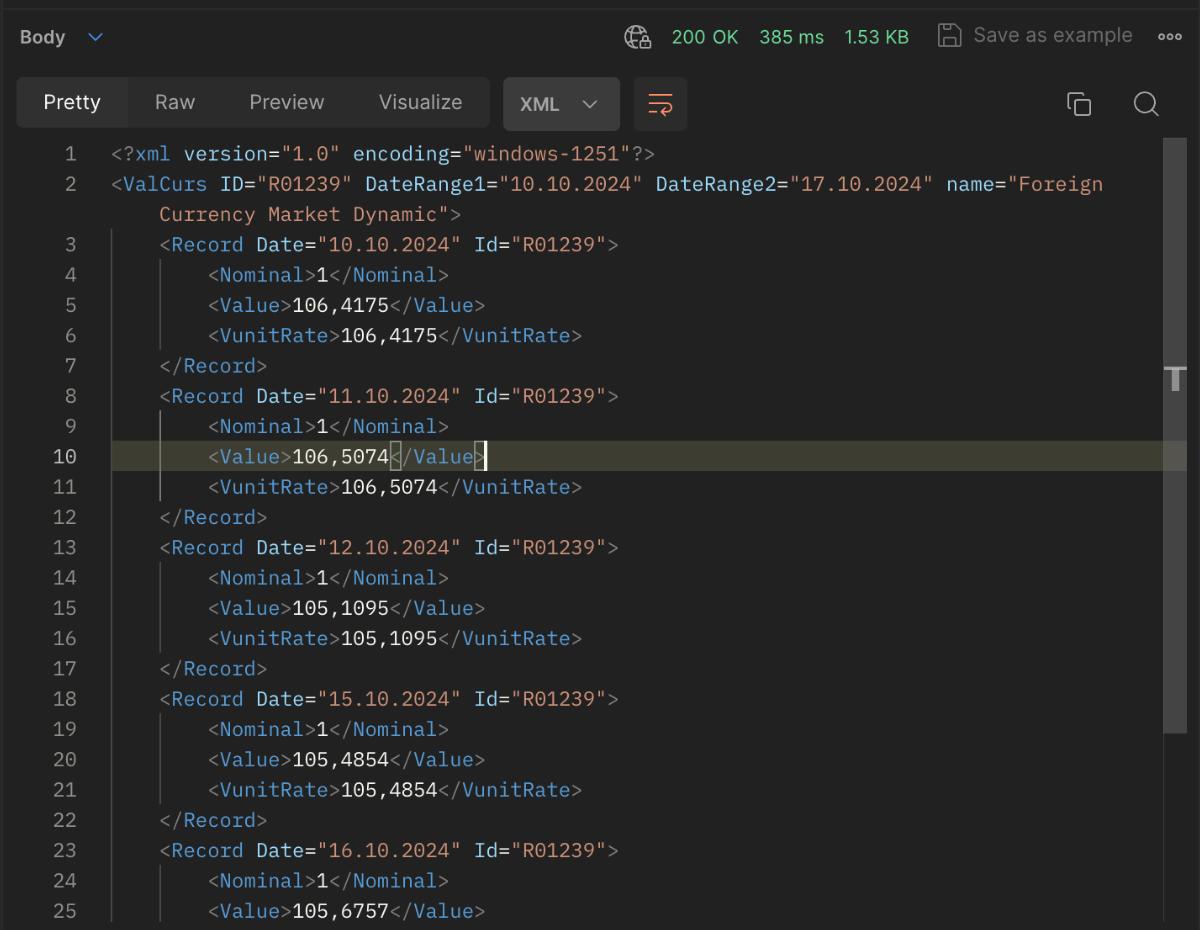 Body 200 OK 385 ms 1.53 KB Save as example
Pretty Raw Preview Visualize XML
1 <?xml version="1.0" encoding="windows-1251"?>
2 <ValCurs ID="R01239" DateRange1="10.10.2024" DateRange2="17.10.2024" name="Foreign
Currency Market Dynamic">
3 <Record Date="10.10.2024" Id="R01239">
4 <Nominal>1</Nominal>
5 <Value>106,4175</Value>
6 <VunitRate>106,4175</VunitRate>
7 </Record>
8 <Record Date="11.10.2024" Id="R01239">
9 <Nominal>1</Nominal>
10 <Value>106,5074</Value>
11 <VunitRate>106,5074</VunitRate>
12 </Record>
13 <Record Date="12.10.2024" Id="R01239">
14 <Nominal>1</Nominal>
15 <Value>105,1095</Value>
16 <VunitRate>105,1095</VunitRate>
17 </Record>
18 <Record Date="15.10.2024" Id="R01239">
19 <Nominal>1</Nominal>
20 <Value>105,4854</Value>
21 <VunitRate>105,4854</VunitRate>
22 </Record>
23 <Record Date="16.10.2024" Id="R01239">
24 <Nominal>1</Nominal>
25 <Value>105,6757</Value>